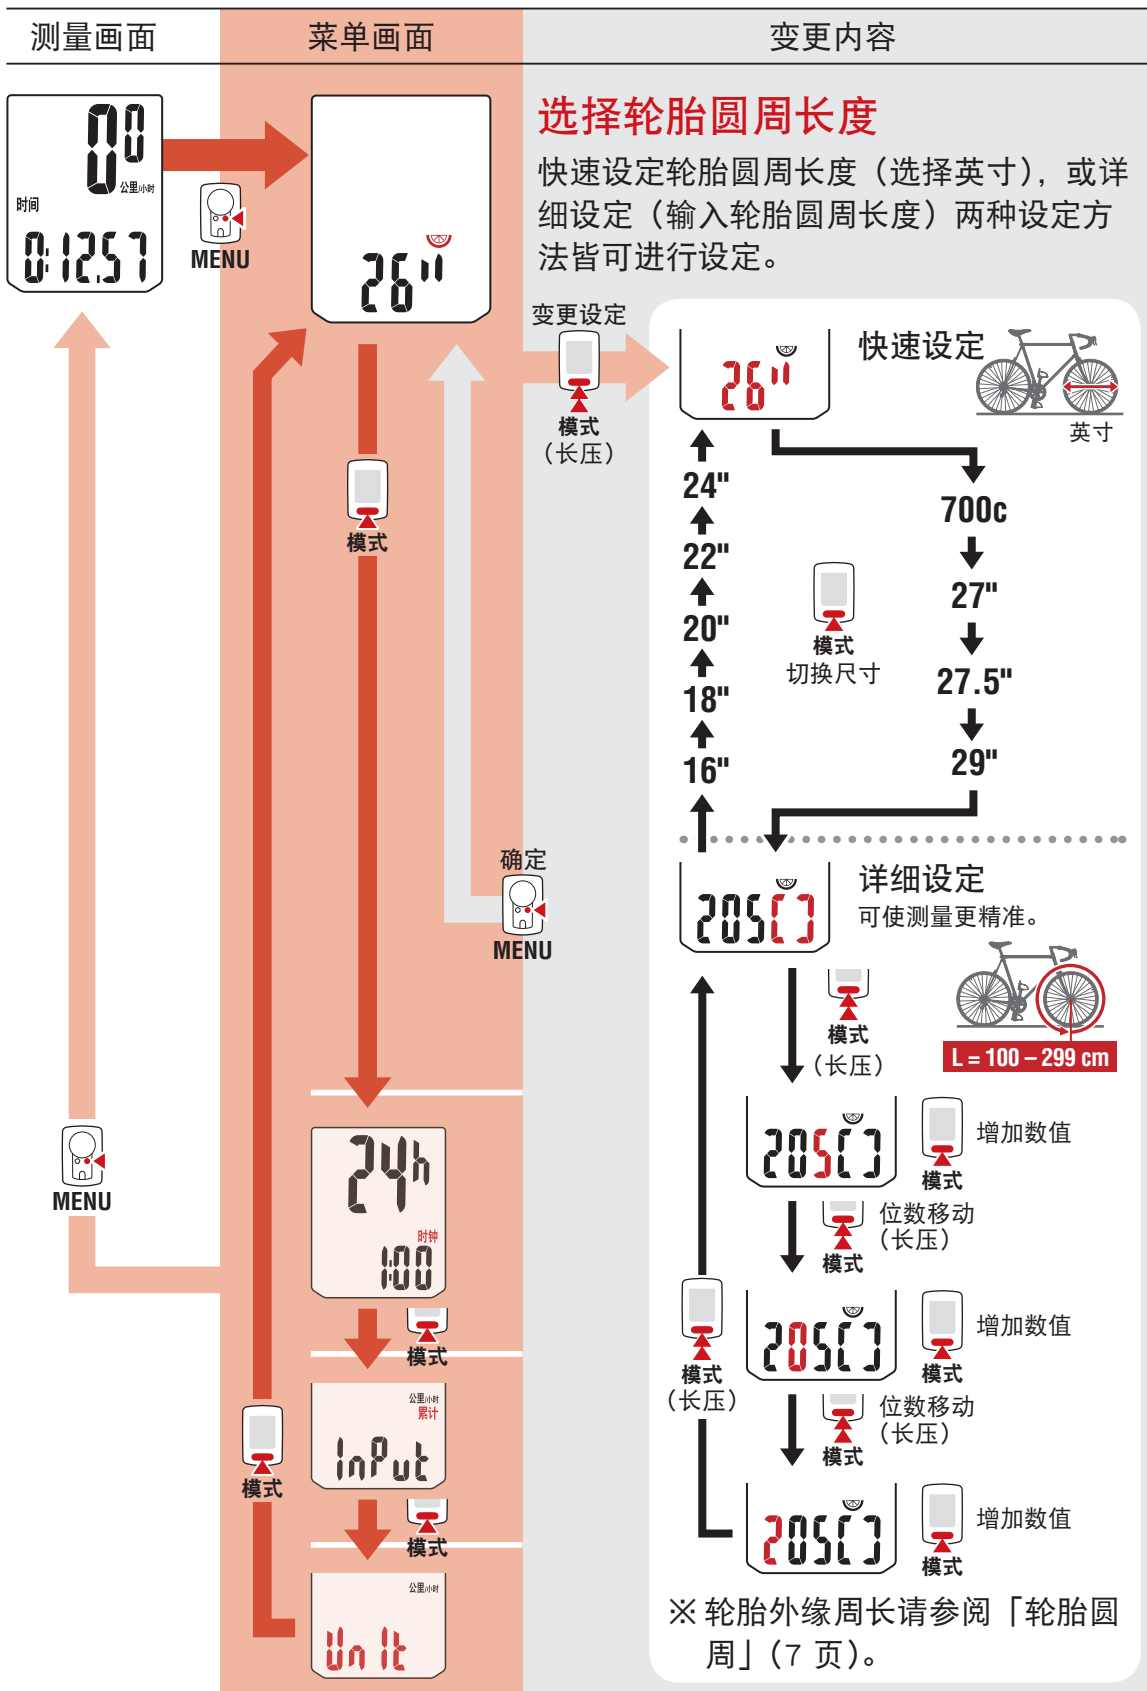 测量画面
菜单画面
变更内容
00
公里/小时
时间
0:12.57
MENU
26"
选择轮胎圆周长度
快速设定轮胎圆周长度（选择英寸），或详
细设定（输入轮胎圆周长度）两种设定方
法皆可进行设定。
变更设定
模式
（长压）
26"
快速设定
英寸
24"
22"
20"
18"
16"
700c
27"
27.5"
29"
模式
切换尺寸
模式
确定
MENU
205[]
详细设定
可使测量更精准。
L = 100 – 299 cm
模式
（长压）
205[]
模式
增加数值
位数移动
（长压）
模式
205[]
模式
增加数值
位数移动
（长压）
模式
205[]
模式
增加数值
模式
（长压）
※ 轮胎外缘周长请参阅「轮胎圆
周」（7 页）。
MENU
24h
时钟
1:00
模式
公里/小时
累计
InPut
模式
公里/小时
UnIt
模式